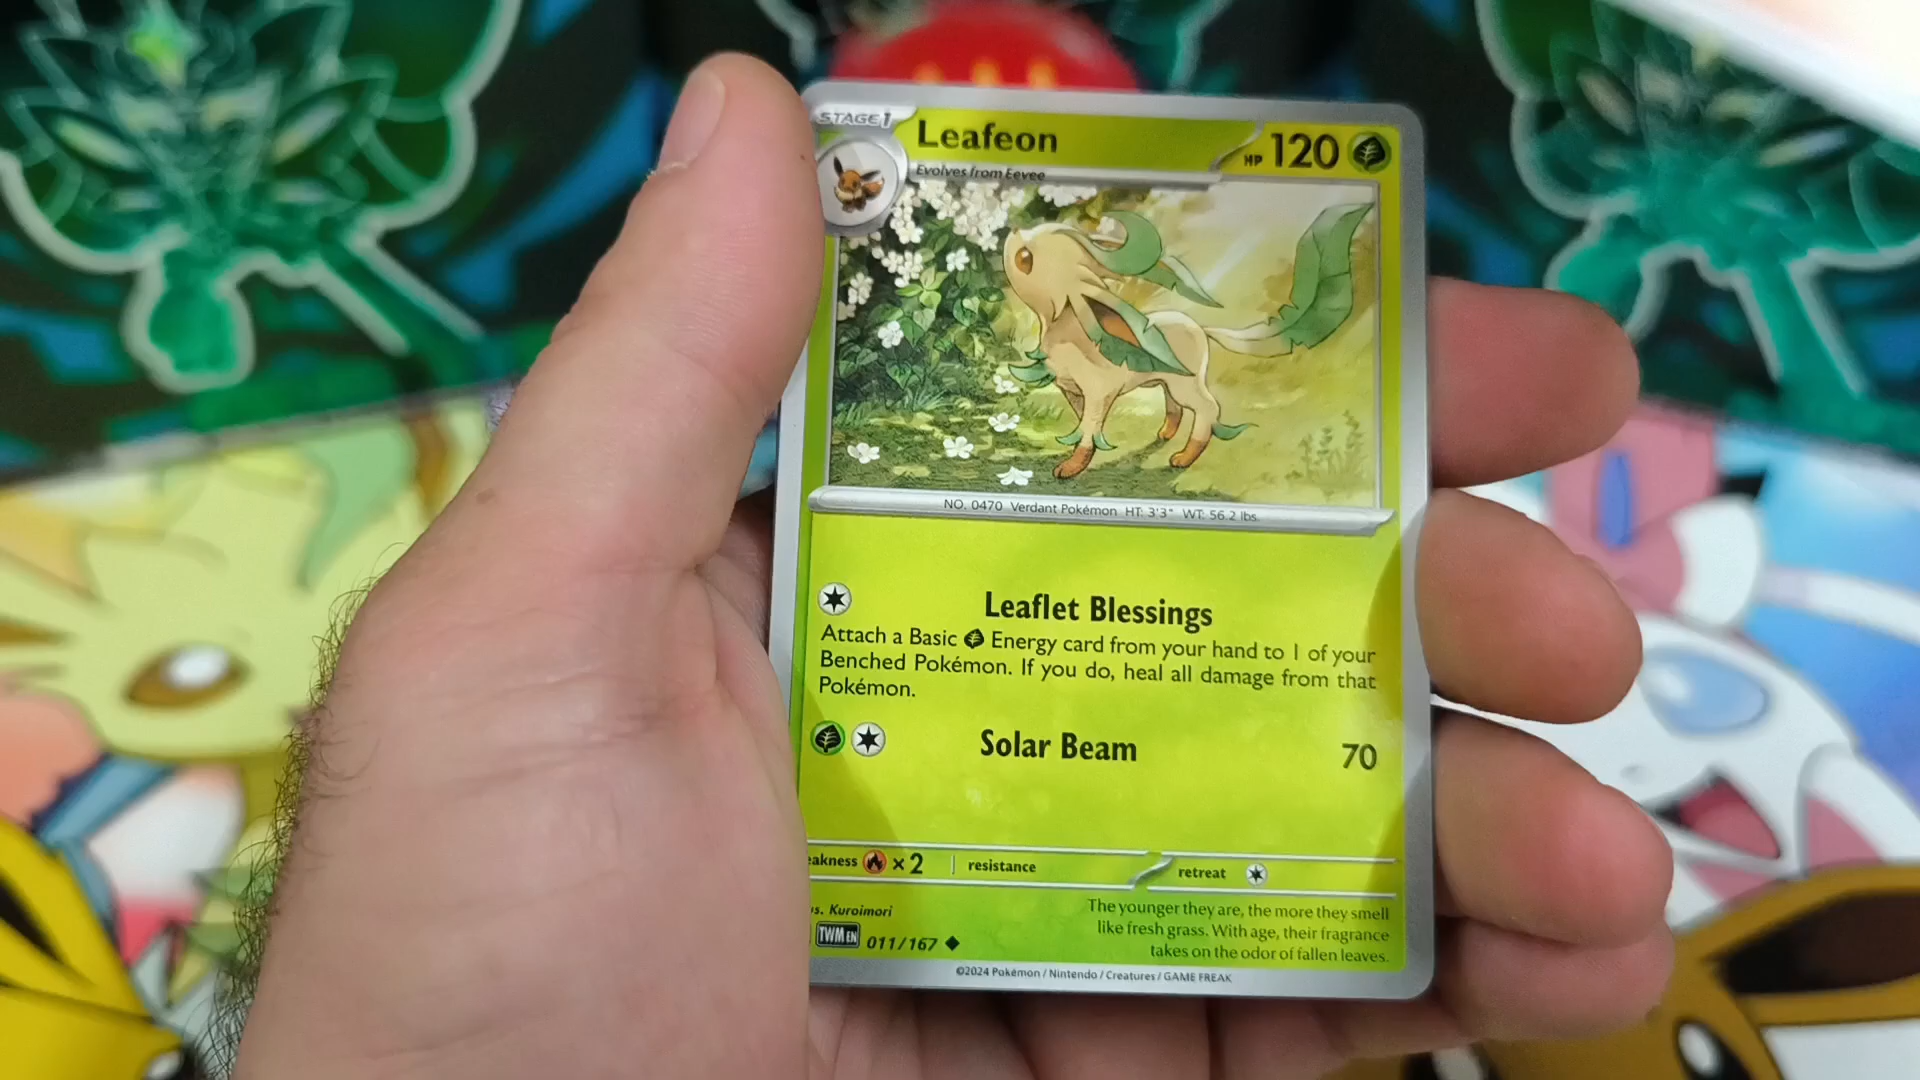 STAGE 1
Leafeon
HP 120
Evolves from Eevee
NO. 0470 Verdant Pokémon HT: 3'3" WT: 56.2 lbs.
Leaflet Blessings
Attach a Basic Energy card from your hand to 1 of your
Benched Pokémon. If you do, heal all damage from that
Pokémon.
Solar Beam 70
eakness ×2 resistance retreat
us. Kuroimori
TWM EN 011/167
The younger they are, the more they smell
like fresh grass. With age, their fragrance
takes on the odor of fallen leaves.
©2024 Pokémon / Nintendo / Creatures / GAME FREAK